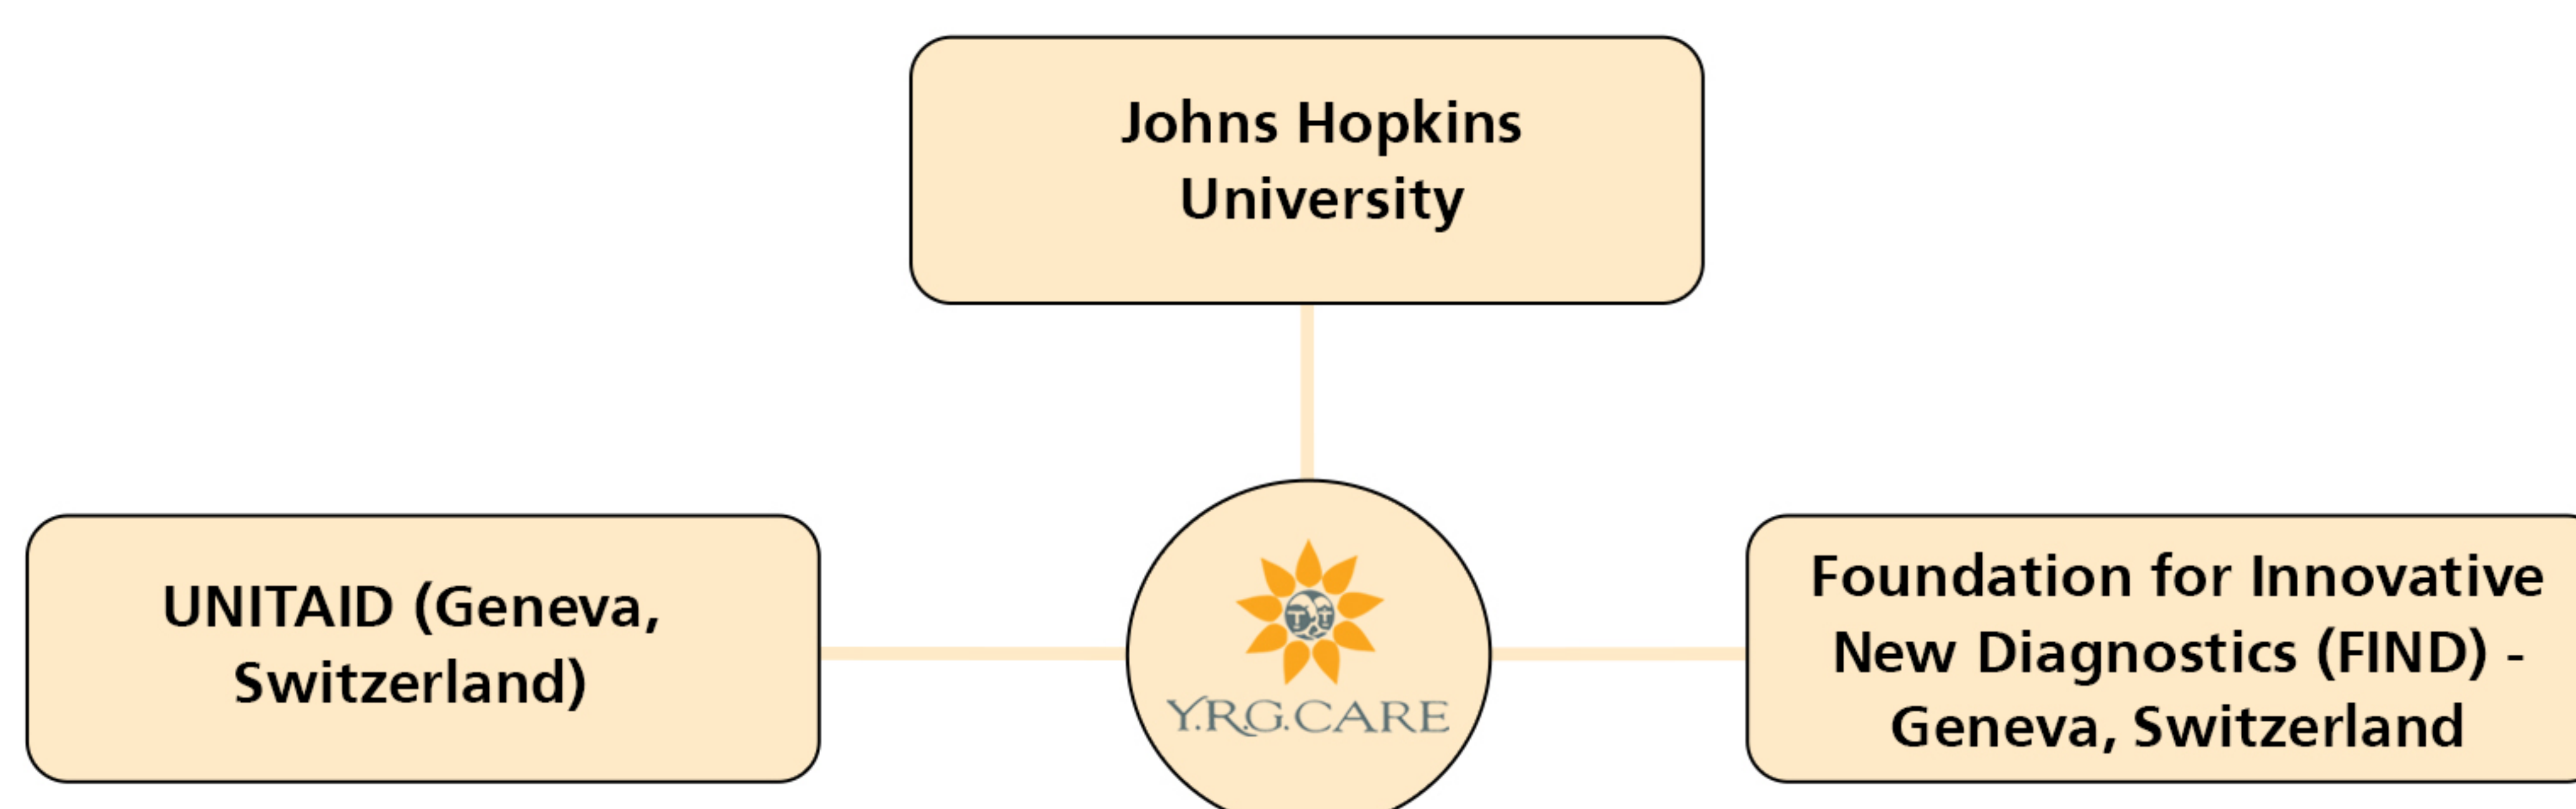 Johns Hopkins
University
UNITAID (Geneva,
Switzerland)
Y.R.G.CARE
Foundation for Innovative
New Diagnostics (FIND) -
Geneva, Switzerland